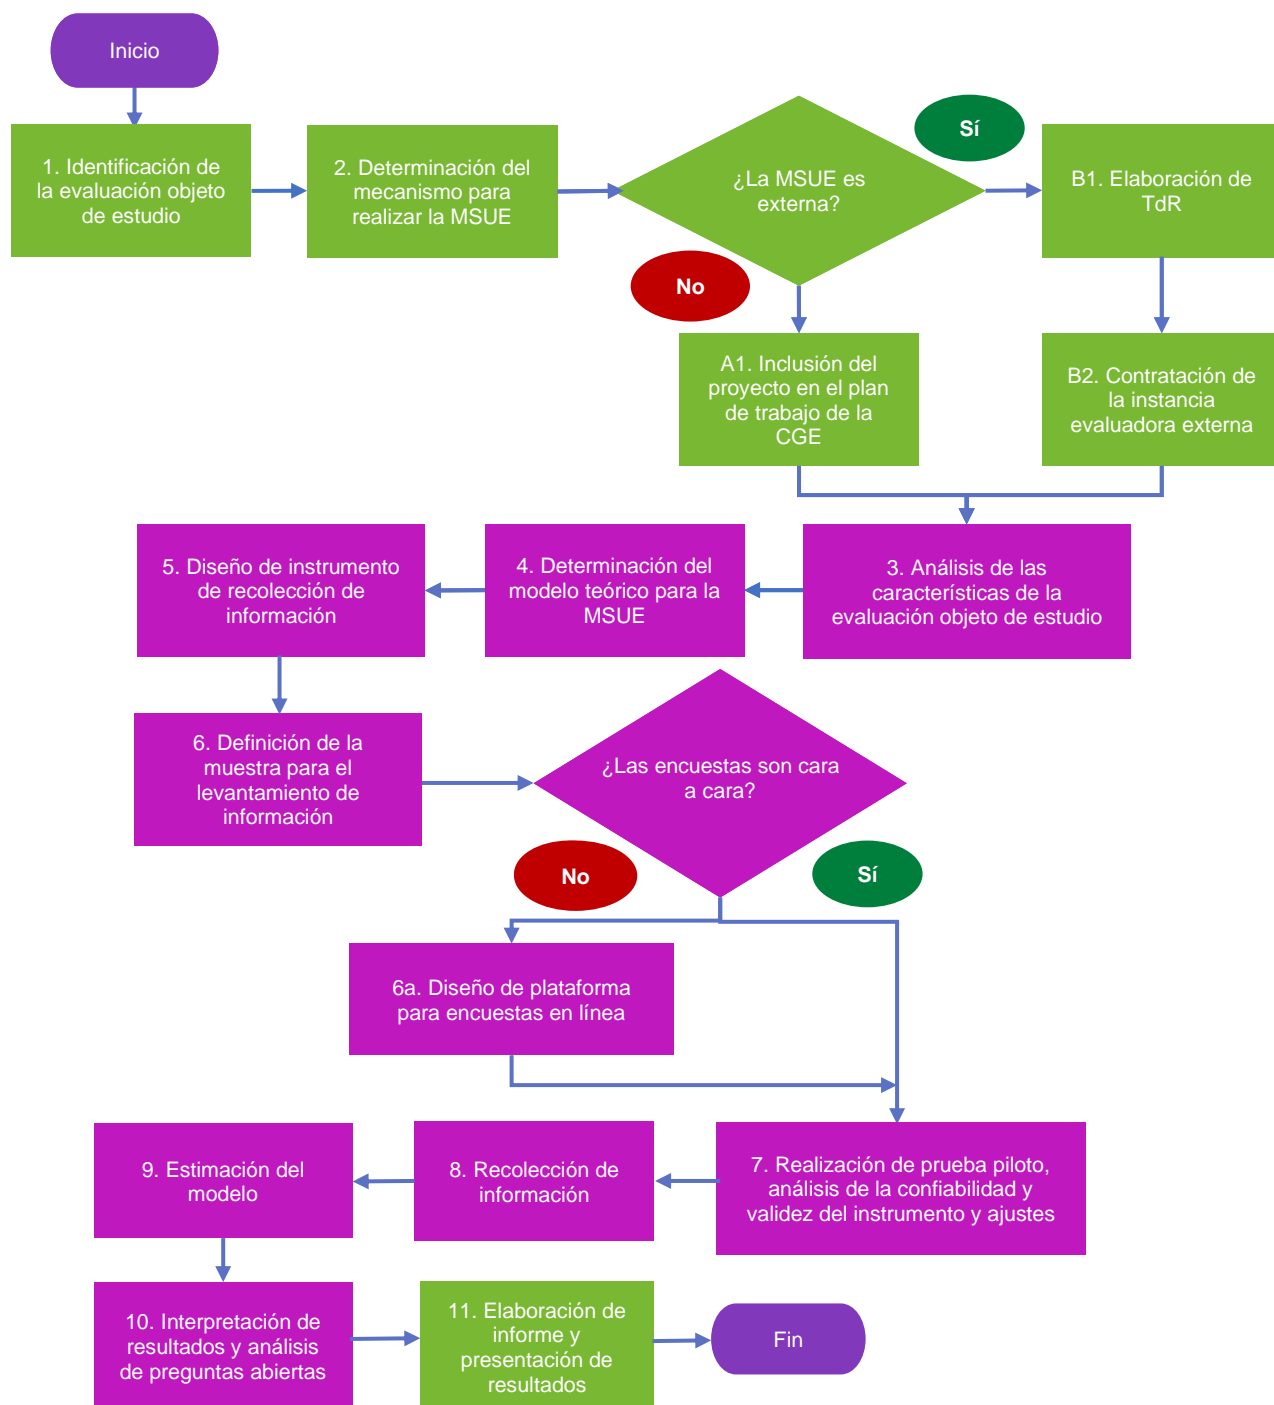 Inicio
1. Identificación de
la evaluación objeto
de estudio
2. Determinación del
mecanismo para
realizar la MSUE
¿La MSUE es
externa?
Sí
B1. Elaboración de
TdR
No
A1. Inclusión del
proyecto en el plan
de trabajo de la
CGE
B2. Contratación de
la instancia
evaluadora externa
3. Análisis de las
características de la
evaluación objeto de estudio
4. Determinación del
modelo teórico para la
MSUE
5. Diseño de instrumento
de recolección de
información
6. Definición de la
muestra para el
levantamiento de
información
¿Las encuestas son cara
a cara?
No
Sí
6a. Diseño de plataforma
para encuestas en línea
7. Realización de prueba piloto,
análisis de la confiabilidad y
validez del instrumento y ajustes
8. Recolección de
información
9. Estimación del
modelo
10. Interpretación de
resultados y análisis
de preguntas abiertas
11. Elaboración de
informe y
presentación de
resultados
Fin